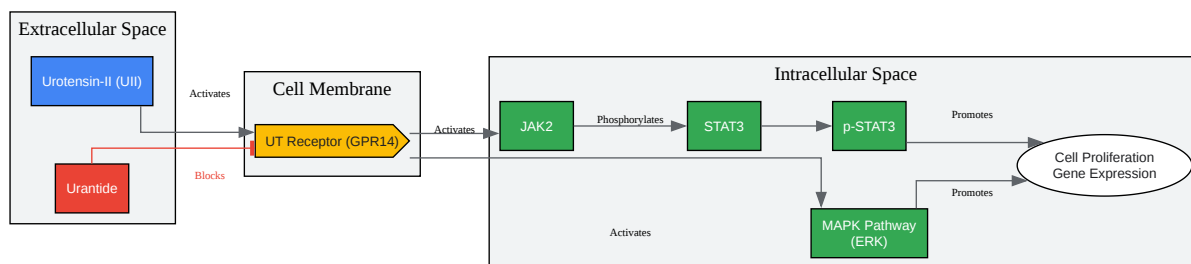 Extracellular Space
Urotensin-II (UII)
Urantide
Activates
Blocks
Cell Membrane
UT Receptor (GPR14)
Activates
Intracellular Space
JAK2
Phosphorylates
STAT3
p-STAT3
Promotes
Cell Proliferation
Gene Expression
Promotes
MAPK Pathway
(ERK)
Activates